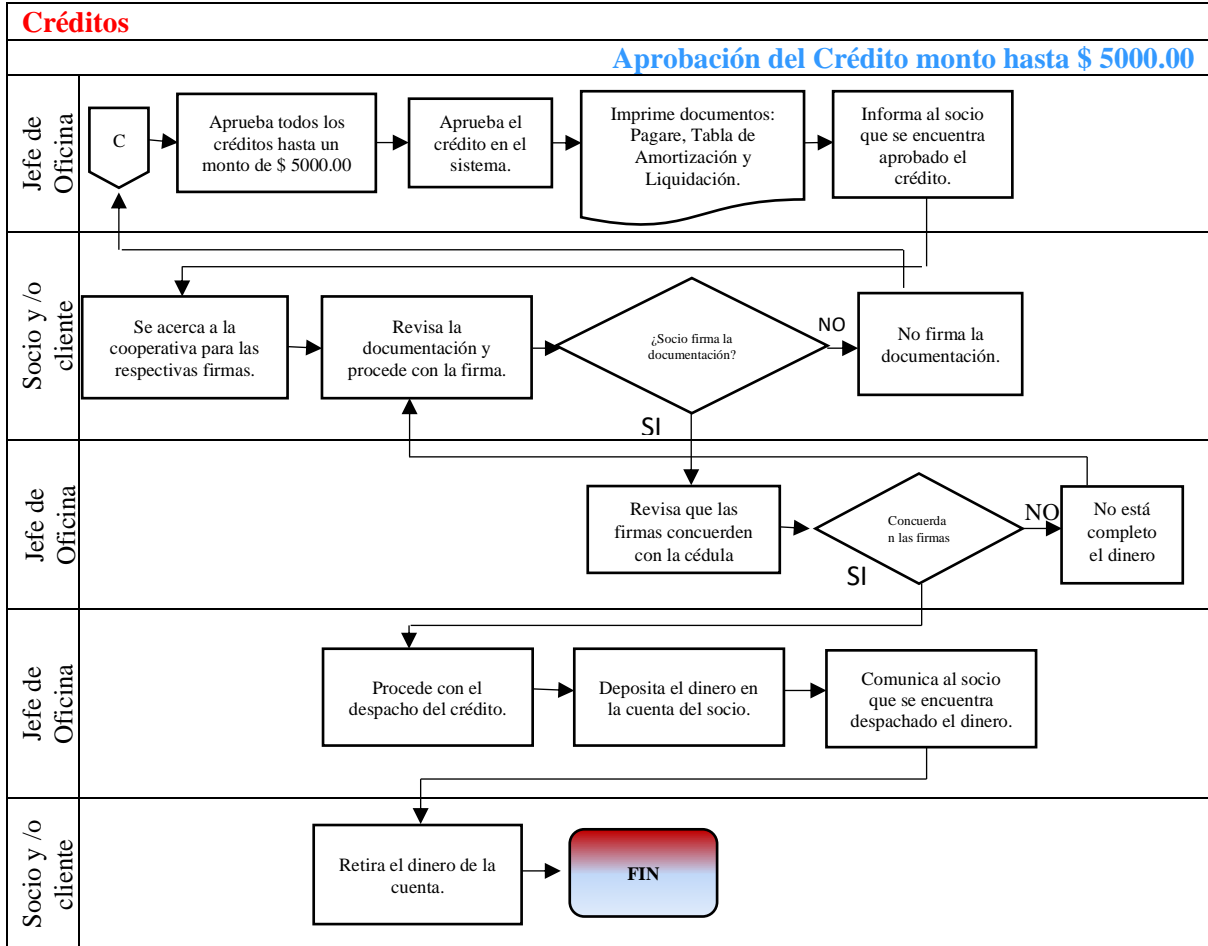 Créditos
Aprobación del Crédito monto hasta $ 5000.00
Jefe de
Oficina
C
Aprueba todos los
créditos hasta un
monto de $ 5000.00
Aprueba el
crédito en el
sistema.
Imprime documentos:
Pagare, Tabla de
Amortización y
Liquidación.
Informa al socio
que se encuentra
aprobado el
crédito.
Socio y /o
cliente
Se acerca a la
cooperativa para las
respectivas firmas.
Revisa la
documentación y
procede con la firma.
¿Socio firma la
documentación?
NO
No firma la
documentación.
SI
Jefe de
Oficina
Revisa que las
firmas concuerden
con la cédula
Concuerda
n las firmas
NO
No está
completo
el dinero
SI
Jefe de
Oficina
Procede con el
despacho del crédito.
Deposita el dinero en
la cuenta del socio.
Comunica al socio
que se encuentra
despachado el dinero.
Socio y /o
cliente
Retira el dinero de la
cuenta.
FIN